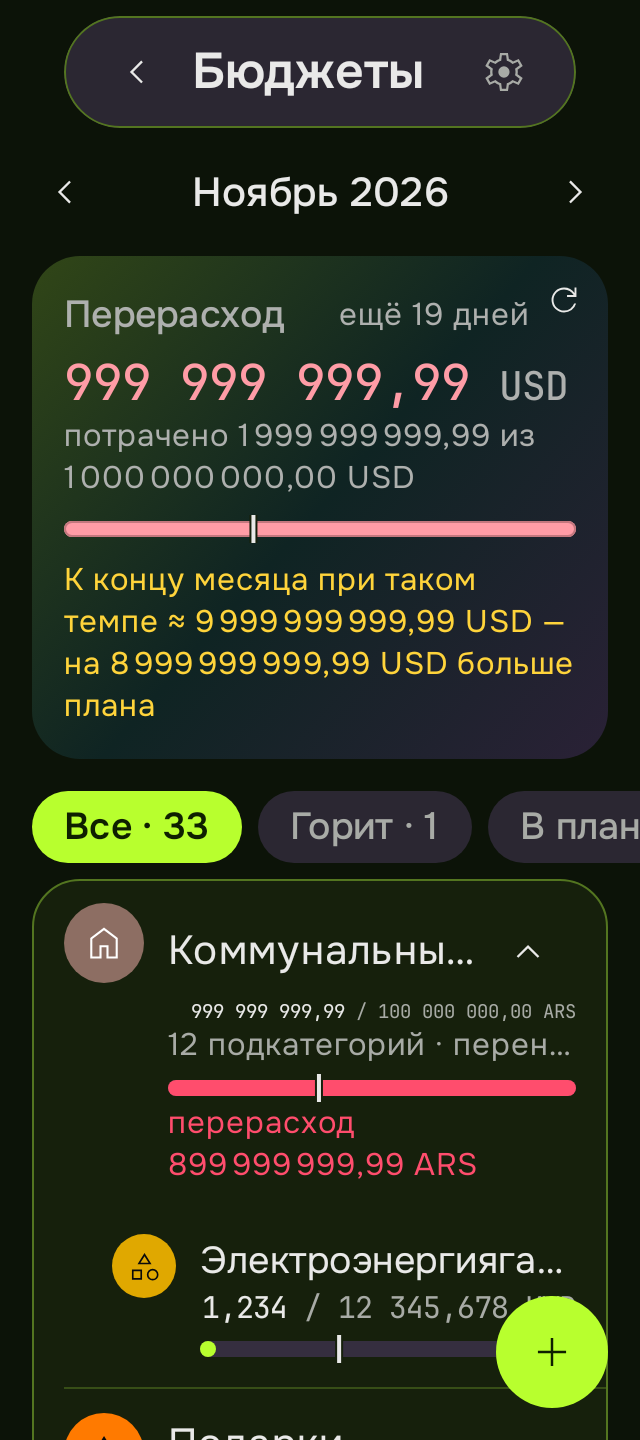 Бюджеты
Ноябрь 2026
Перерасход ещё 19 дней
999 999 999,99 USD
потрачено 1 999 999 999,99 из
1 000 000 000,00 USD
К концу месяца при таком
темпе ≈ 9 999 999 999,99 USD —
на 8 999 999 999,99 USD больше
плана
Все · 33 Горит · 1 В план
Коммунальны...
999 999 999,99 / 100 000 000,00 ARS
12 подкатегорий · перен...
перерасход
899 999 999,99 ARS
Электроэнергияга...
1,234 / 12 345,678
Подарки